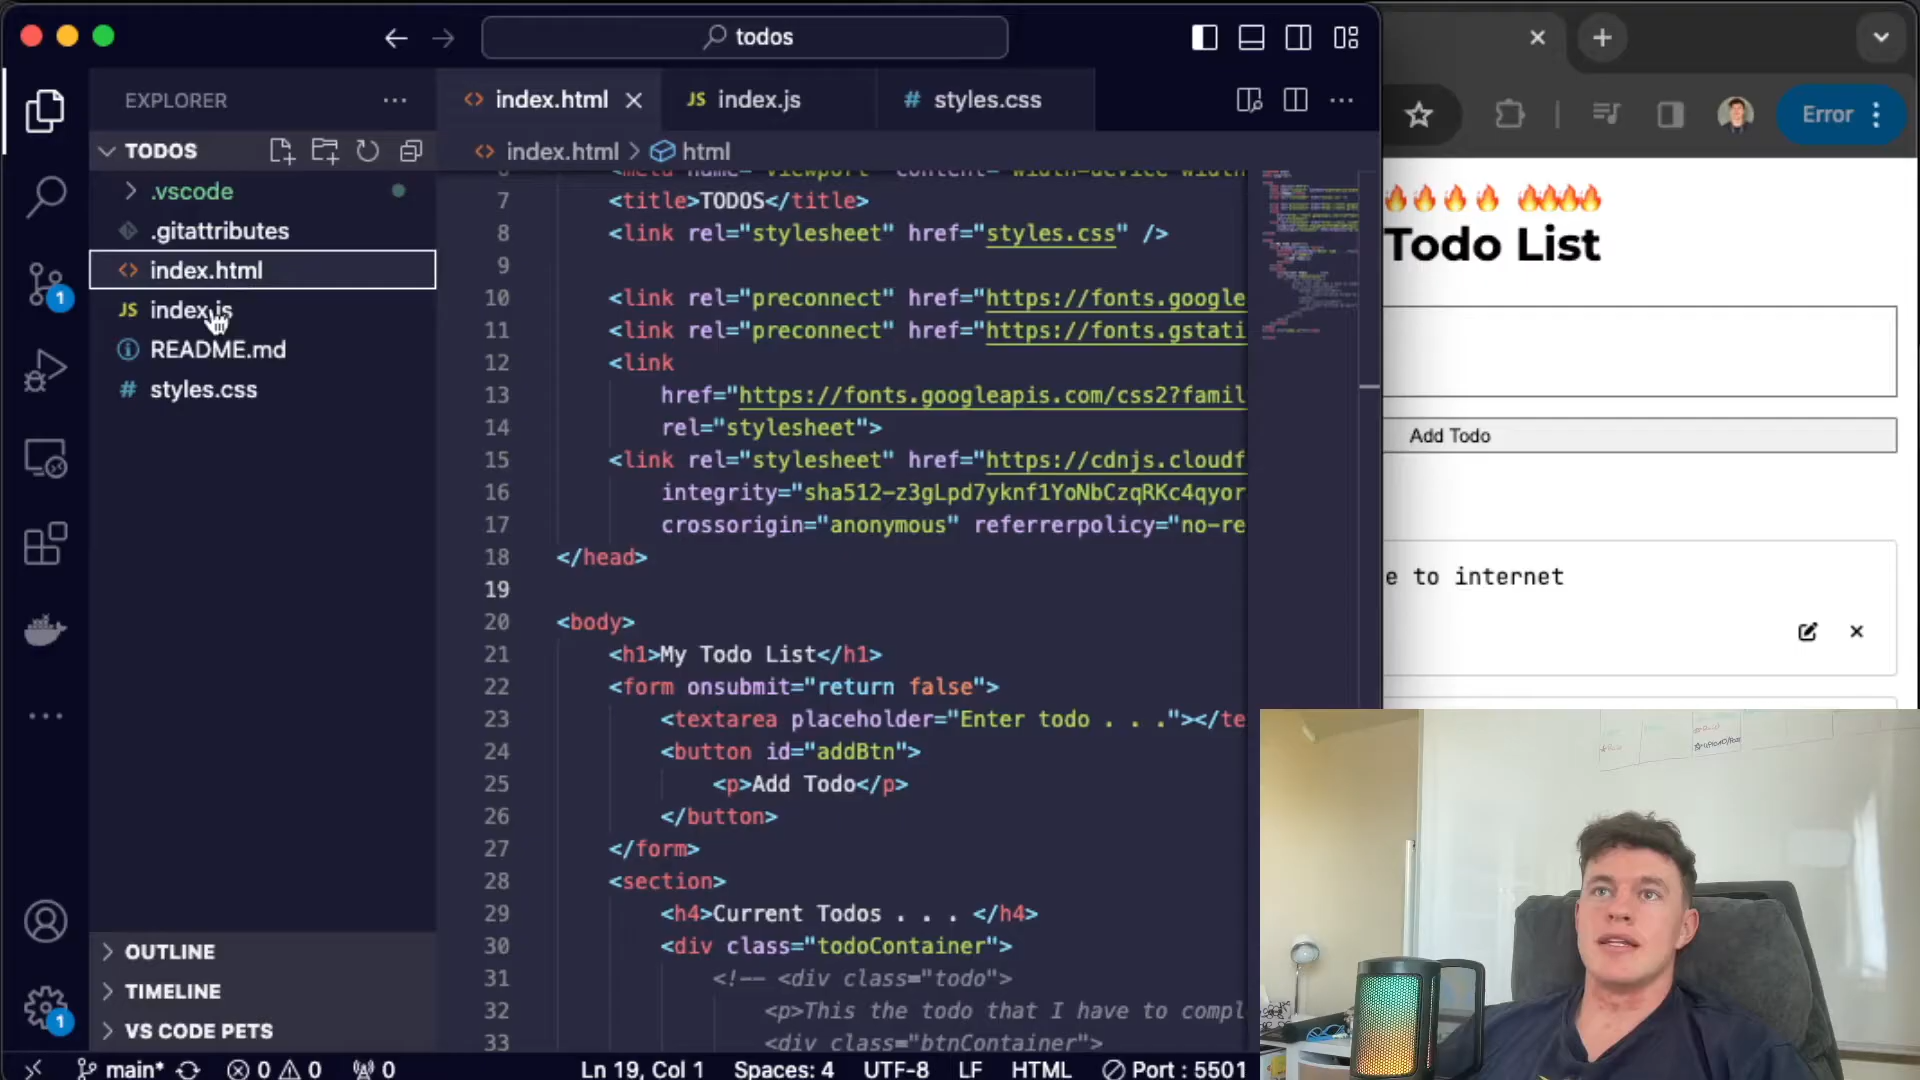 todos
Error
EXPLORER
index.html
JS index.js
# styles.css
TODOS
index.html > html
.vscode
.gitattributes
index.html
JS index.js
README.md
# styles.css
7 <title>TODOS</title>
8 <link rel="stylesheet" href="styles.css" />
9
10 <link rel="preconnect" href="https://fonts.google
11 <link rel="preconnect" href="https://fonts.gstati
12 <link
13 href="https://fonts.googleapis.com/css2?famil
14 rel="stylesheet">
15 <link rel="stylesheet" href="https://cdnjs.cloudf
16 integrity="sha512-z3gLpd7yknf1YoNbCzqRKc4qyor
17 crossorigin="anonymous" referrerpolicy="no-re
18 </head>
19
20 <body>
21 <h1>My Todo List</h1>
22 <form onsubmit="return false">
23 <textarea placeholder="Enter todo . . ."></te
24 <button id="addBtn">
25 <p>Add Todo</p>
26 </button>
27 </form>
28 <section>
29 <h4>Current Todos . . . </h4>
30 <div class="todoContainer">
31 <!-- <div class="todo">
32 <p>This the todo that I have to compl
33 <div class="btnContainer">
Todo List
Add Todo
e to internet
OUTLINE
TIMELINE
VS CODE PETS
1
1
main* 0 0 0 Ln 19, Col 1 Spaces: 4 UTF-8 LF HTML Port : 5501